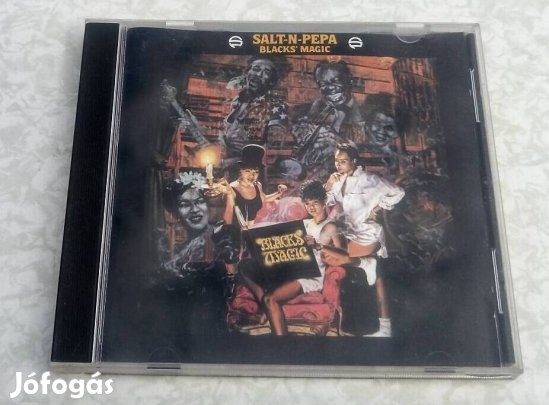 SALT-N-PEPA
BLACKS' MAGIC
BLACKS'
MAGIC
Jófogás